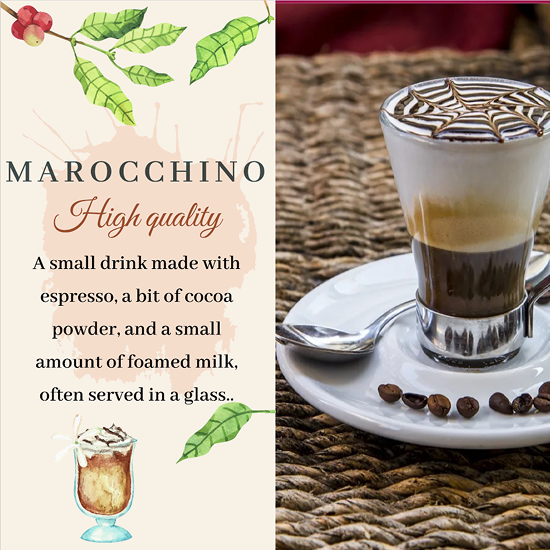 MAROCCHINO
High quality
A small drink made with
espresso, a bit of cocoa
powder, and a small
amount of foamed milk,
often served in a glass..